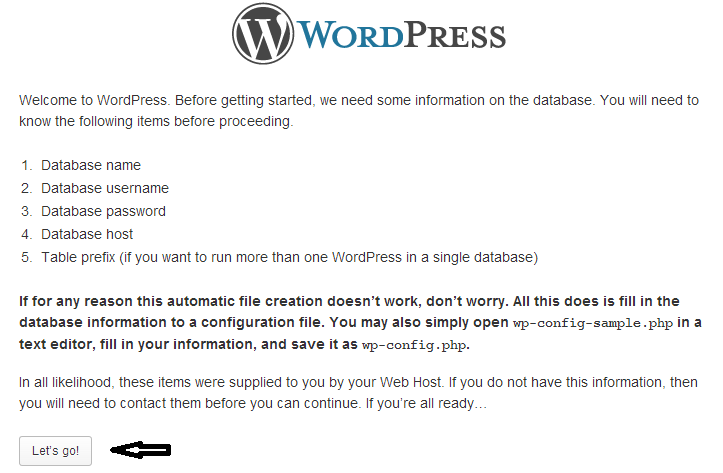 WORDPRESS
Welcome to WordPress. Before getting started, we need some information on the database. You will need to
know the following items before proceeding.
1. Database name
2. Database username
3. Database password
4. Database host
5. Table prefix (if you want to run more than one WordPress in a single database)
If for any reason this automatic file creation doesn’t work, don’t worry. All this does is fill in the
database information to a configuration file. You may also simply open wp-config-sample.php in a
text editor, fill in your information, and save it as wp-config.php.
In all likelihood, these items were supplied to you by your Web Host. If you do not have this information, then
you will need to contact them before you can continue. If you’re all ready…
Let’s go!